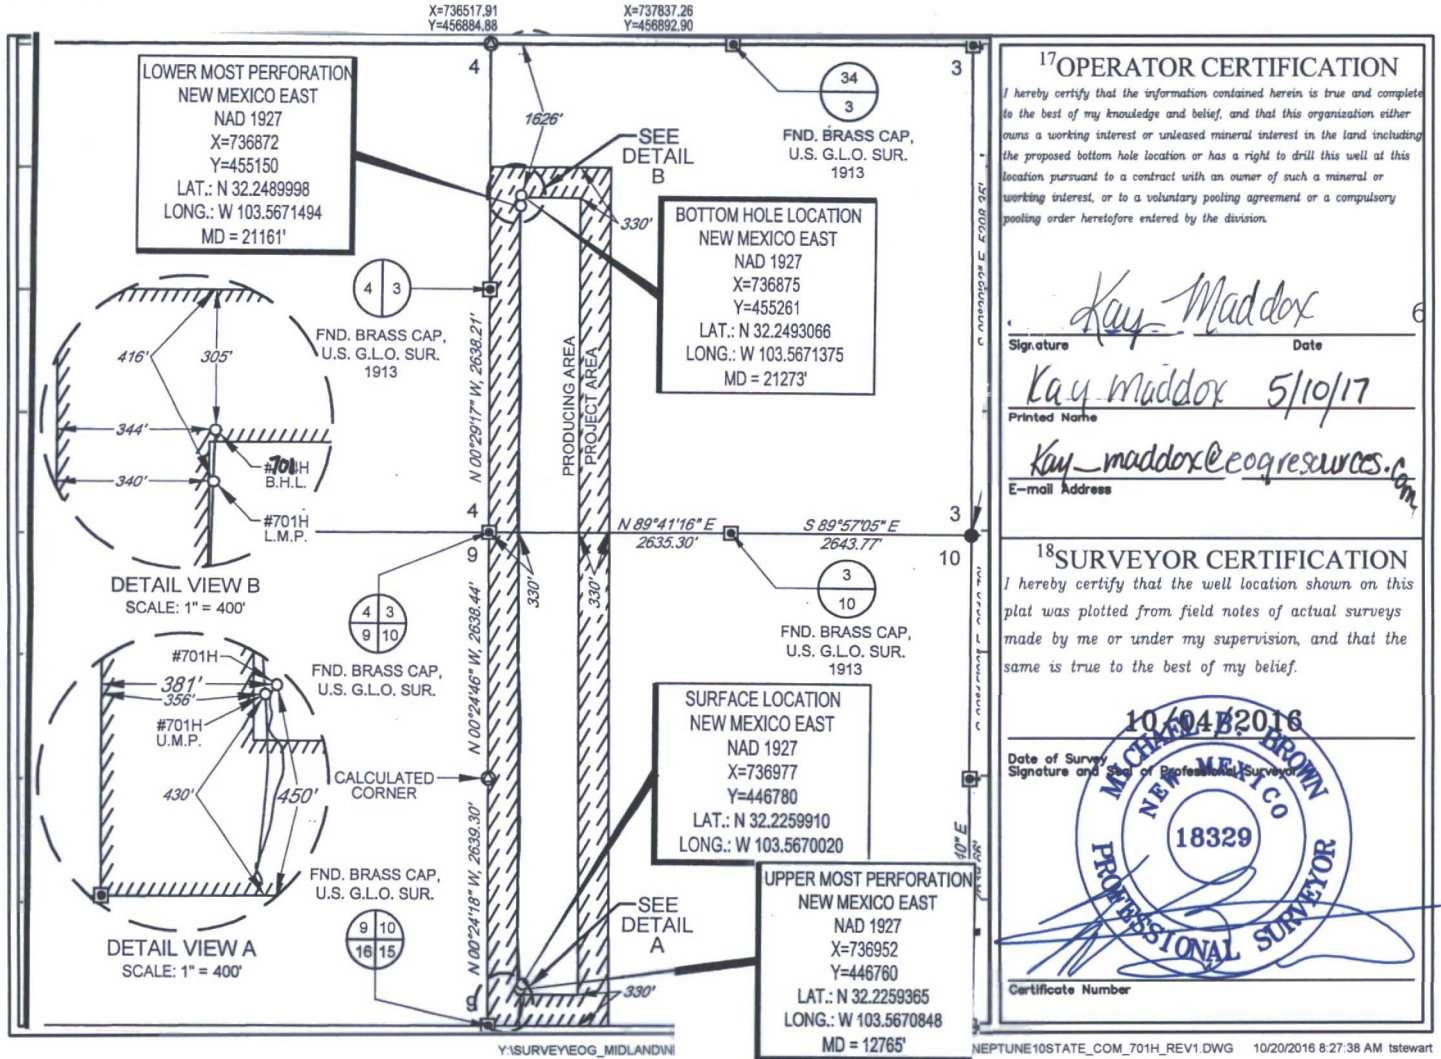 X=736517.91
Y=456884.88
X=737837.26
Y=456892.90
4
3
LOWER MOST PERFORATION
NEW MEXICO EAST
NAD 1927
X=736872
Y=455150
LAT.: N 32.2489998
LONG.: W 103.5671494
MD = 21161'
1626'
SEE
DETAIL
B
34
3
FND. BRASS CAP,
U.S. G.L.O. SUR.
1913
330'
BOTTOM HOLE LOCATION
NEW MEXICO EAST
NAD 1927
X=736875
Y=455261
LAT.: N 32.2493066
LONG.: W 103.5671375
MD = 21273'
4 3
FND. BRASS CAP,
U.S. G.L.O. SUR.
1913
N 00°29'17" W, 2638.21'
PRODUCING AREA
PROJECT AREA
416'
305'
344'
340'
#701H
B.H.L.
#701H
L.M.P.
DETAIL VIEW B
SCALE: 1" = 400'
4
9
N 89°41'16" E
2635.30'
S 89°57'05" E
2643.77'
3
10
330'
330'
3
10
FND. BRASS CAP,
U.S. G.L.O. SUR.
1913
4 3
9 10
FND. BRASS CAP,
U.S. G.L.O. SUR.
N 00°24'46" W, 2638.44'
#701H
381'
356'
#701H
U.M.P.
430'
450'
DETAIL VIEW A
SCALE: 1" = 400'
CALCULATED
CORNER
N 00°24'18" W, 2639.30'
FND. BRASS CAP,
U.S. G.L.O. SUR.
9 10
16 15
9
SURFACE LOCATION
NEW MEXICO EAST
NAD 1927
X=736977
Y=446780
LAT.: N 32.2259910
LONG.: W 103.5670020
SEE
DETAIL
A
330'
UPPER MOST PERFORATION
NEW MEXICO EAST
NAD 1927
X=736952
Y=446760
LAT.: N 32.2259365
LONG.: W 103.5670848
MD = 12765'
17 OPERATOR CERTIFICATION
I hereby certify that the information contained herein is true and complete
to the best of my knowledge and belief, and that this organization either
owns a working interest or unleased mineral interest in the land including
the proposed bottom hole location or has a right to drill this well at this
location pursuant to a contract with an owner of such a mineral or
working interest, or to a voluntary pooling agreement or a compulsory
pooling order heretofore entered by the division.
Kay Maddox
6
Signature Date
Kay Maddox 5/10/17
Printed Name
Kay_maddox@eogresources.com
E-mail Address
18 SURVEYOR CERTIFICATION
I hereby certify that the well location shown on this
plat was plotted from field notes of actual surveys
made by me or under my supervision, and that the
same is true to the best of my belief.
10/04/2016
Date of Survey
Signature and Seal of Professional Surveyor
MICHAEL B. BROWN
NEW MEXICO
18329
PROFESSIONAL SURVEYOR
Certificate Number
Y:\SURVEY\EOG_MIDLAND\N
NEPTUNE10STATE_COM_701H_REV1.DWG 10/20/2016 8:27:38 AM tstewart